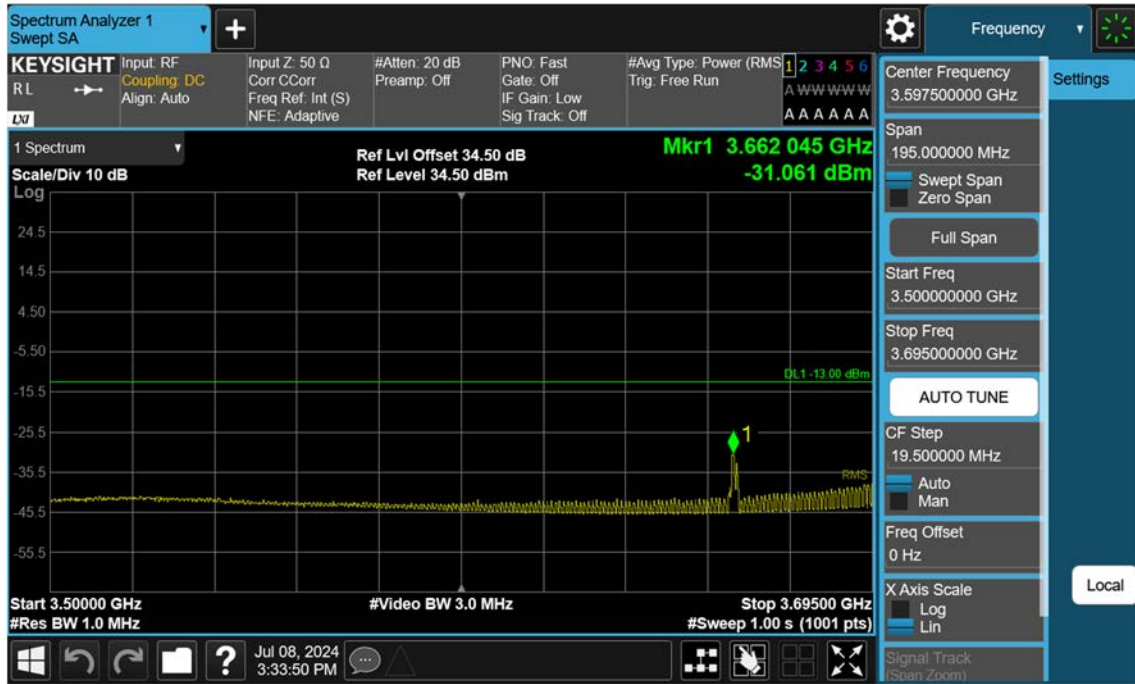 Spectrum Analyzer 1
Swept SA
+
Frequency
KEYSIGHT
RL
LXI
Input: RF
Coupling: DC
Align: Auto
Input Z: 50 Ω
Corr CCorr
Freq Ref: Int (S)
NFE: Adaptive
#Atten: 20 dB
Preamp: Off
PNO: Fast
Gate: Off
IF Gain: Low
Sig Track: Off
#Avg Type: Power (RMS
Trig: Free Run
1 2 3 4 5 6
A W W W W W
A A A A A A
1 Spectrum
Scale/Div 10 dB
Log
Ref Lvl Offset 34.50 dB
Ref Level 34.50 dBm
Mkr1 3.662 045 GHz
-31.061 dBm
24.5
14.5
4.50
-5.50
DL1 -13.00 dBm
-15.5
-25.5
1
-35.5
RMS
-45.5
-55.5
Start 3.50000 GHz
#Res BW 1.0 MHz
#Video BW 3.0 MHz
Stop 3.69500 GHz
#Sweep 1.00 s (1001 pts)
?
Jul 08, 2024
3:33:50 PM
Center Frequency
3.597500000 GHz
Span
195.000000 MHz
Swept Span
Zero Span
Full Span
Start Freq
3.500000000 GHz
Stop Freq
3.695000000 GHz
AUTO TUNE
CF Step
19.500000 MHz
Auto
Man
Freq Offset
0 Hz
X Axis Scale
Log
Lin
Signal Track
(Span Zoom)
Settings
Local